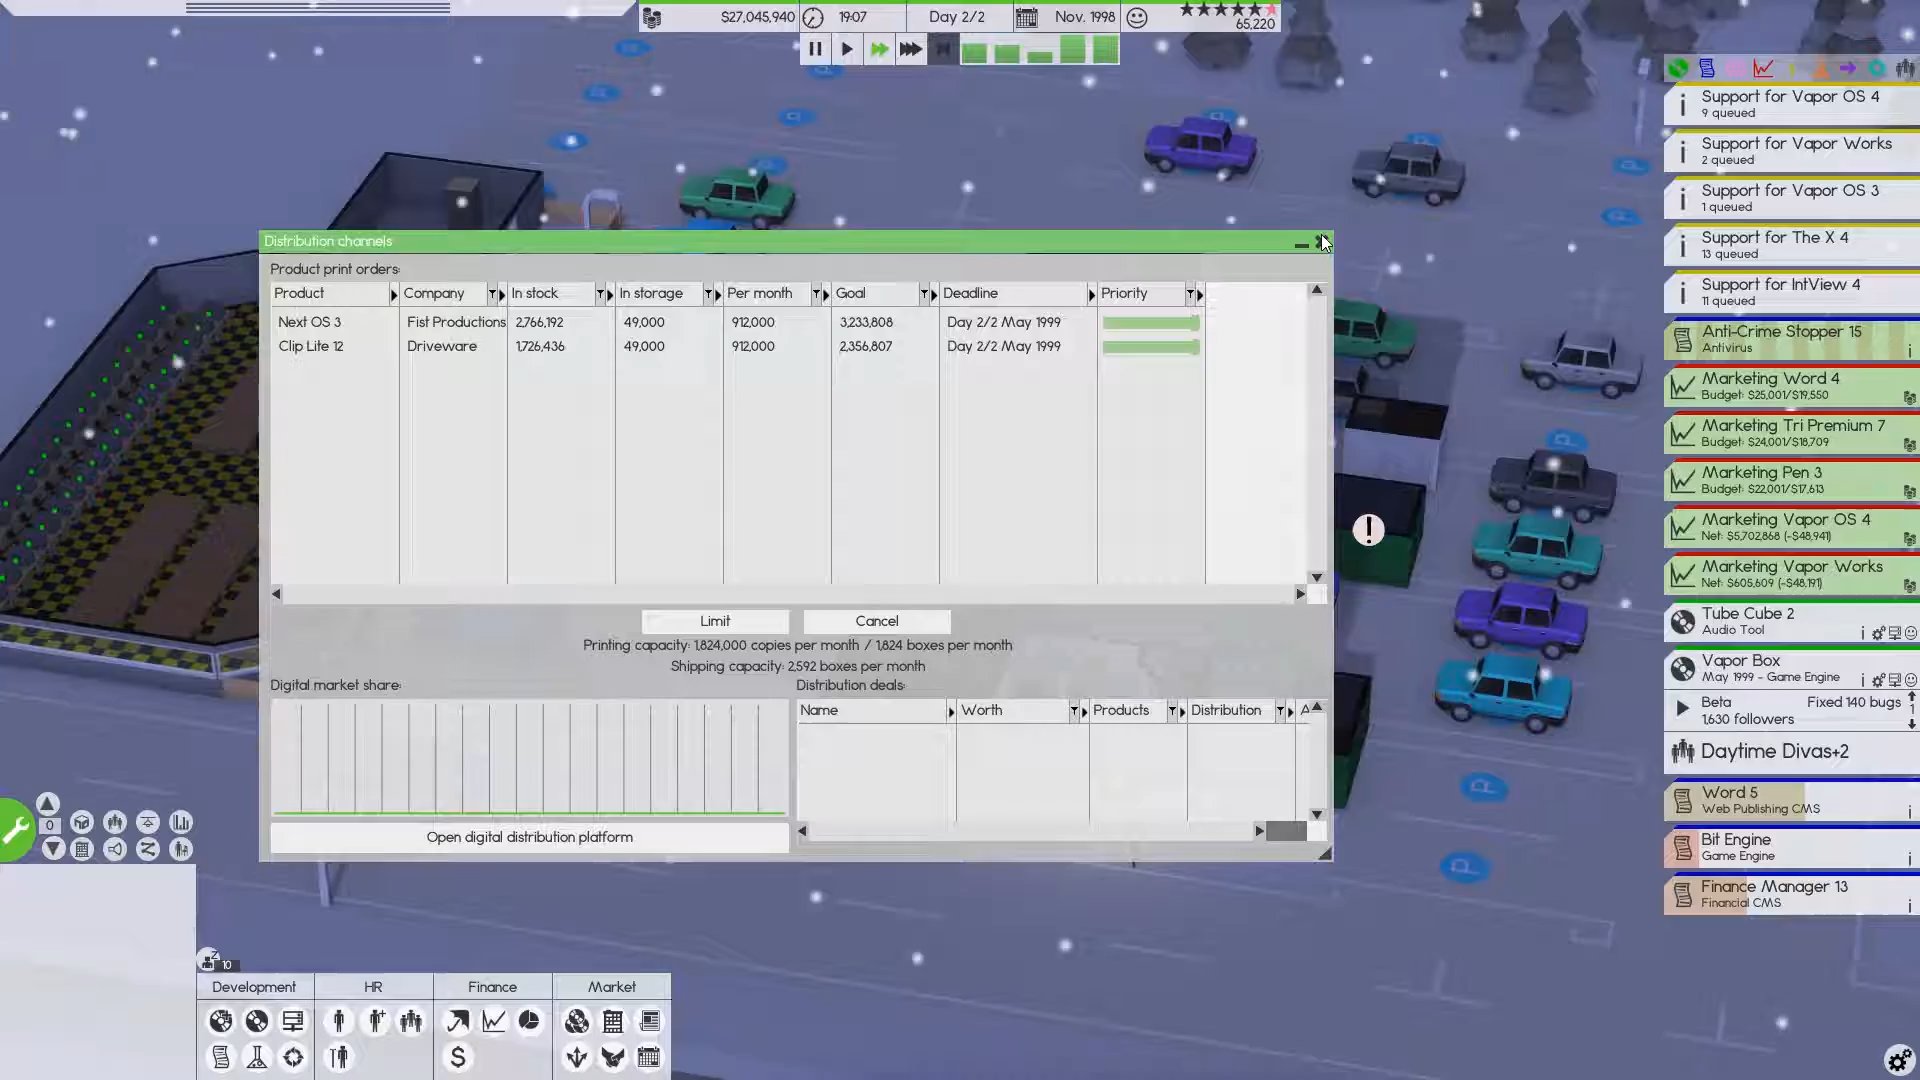 $27,045,940
19:07
Day 2/2
Nov. 1998
65,220
Distribution channels
Product print orders:
Product Company In stock In storage Per month Goal Deadline Priority
Next OS 3 Fist Productions 2,766,192 49,000 912,000 3,233,808 Day 2/2 May 1999
Clip Lite 12 Driveware 1,726,436 49,000 912,000 2,356,807 Day 2/2 May 1999
Limit Cancel
Printing capacity: 1,824,000 copies per month / 1,824 boxes per month
Shipping capacity: 2,592 boxes per month
Digital market share:
Distribution deals:
Name Worth Products Distribution A
Open digital distribution platform
Support for Vapor OS 4
9 queued
Support for Vapor Works
2 queued
Support for Vapor OS 3
1 queued
Support for The X 4
13 queued
Support for IntView 4
11 queued
Anti-Crime Stopper 15
Antivirus
Marketing Word 4
Budget: $25,001/$19,550
Marketing Tri Premium 7
Budget: $24,001/$18,709
Marketing Pen 3
Budget: $22,001/$17,613
Marketing Vapor OS 4
Net: $5,702,868 (-$48,941)
Marketing Vapor Works
Net: $605,609 (-$48,191)
Tube Cube 2
Audio Tool
Vapor Box
May 1999 - Game Engine
Beta Fixed 140 bugs
1
1,630 followers
Daytime Divas+2
Word 5
Web Publishing CMS
Bit Engine
Game Engine
Finance Manager 13
Financial CMS
0
10
Development HR Finance Market